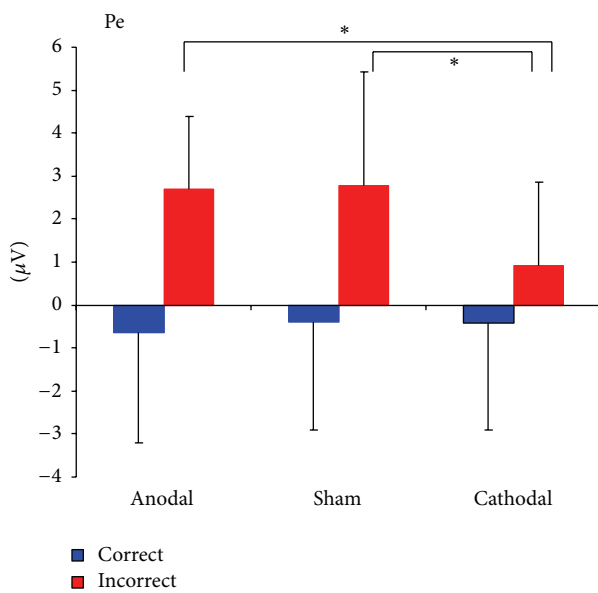 Pe
*
*
6
5
4
3
2
1
0
−1
−2
−3
−4
(μV)
Anodal Sham Cathodal
Correct
Incorrect